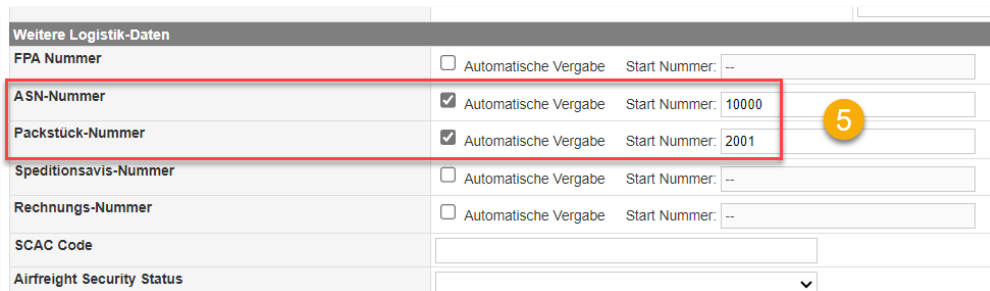 Weitere Logistik-Daten
FPA Nummer Automatische Vergabe Start Nummer: --
ASN-Nummer Automatische Vergabe Start Nummer: 10000
5
Packstück-Nummer Automatische Vergabe Start Nummer: 2001
Speditionsavis-Nummer Automatische Vergabe Start Nummer: --
Rechnungs-Nummer Automatische Vergabe Start Nummer: --
SCAC Code
Airfreight Security Status